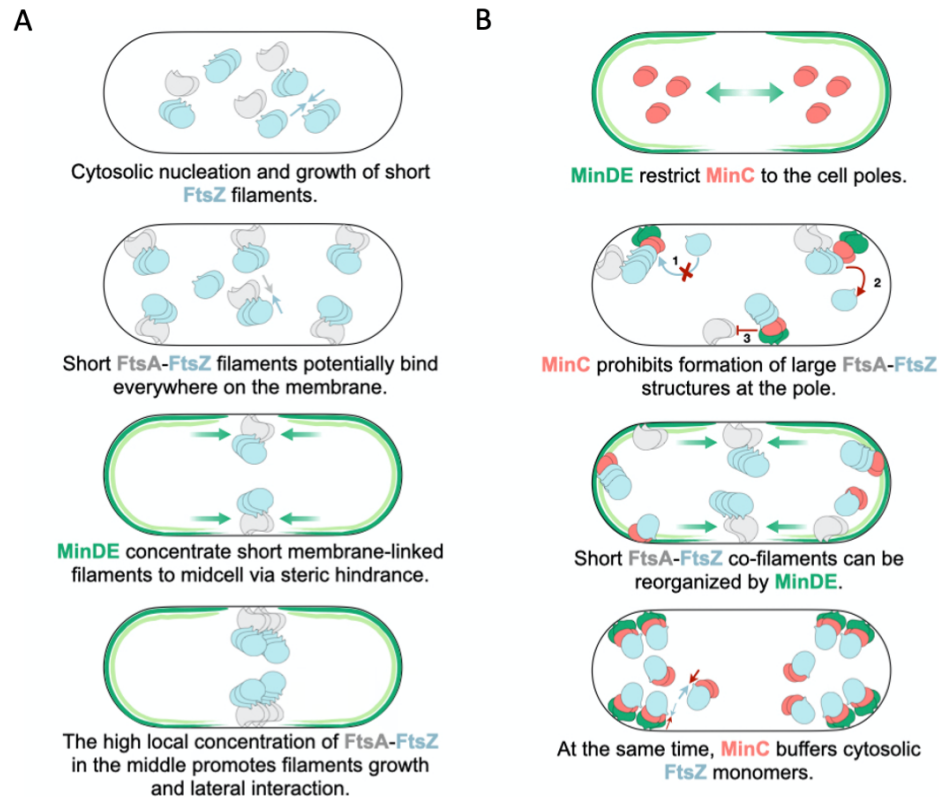 A
Cytosolic nucleation and growth of short
FtsZ filaments.
Short FtsA-FtsZ filaments potentially bind
everywhere on the membrane.
MinDE concentrate short membrane-linked
filaments to midcell via steric hindrance.
The high local concentration of FtsA-FtsZ
in the middle promotes filaments growth
and lateral interaction.
B
MinDE restrict MinC to the cell poles.
1
2
3
MinC prohibits formation of large FtsA-FtsZ
structures at the pole.
Short FtsA-FtsZ co-filaments can be
reorganized by MinDE.
At the same time, MinC buffers cytosolic
FtsZ monomers.